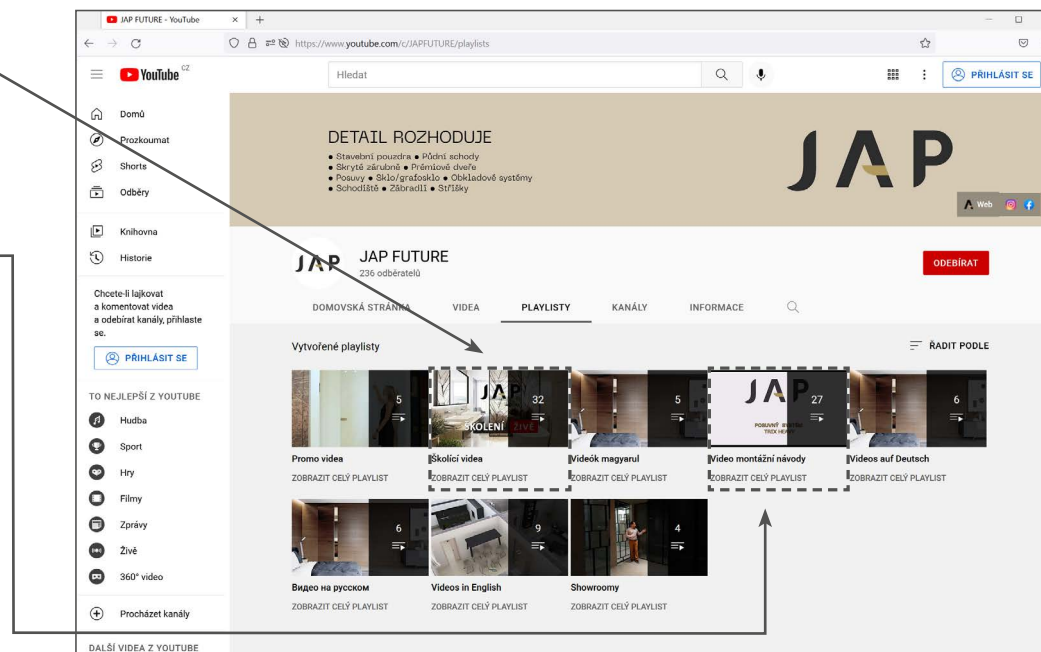 JAP FUTURE - YouTube
https://www.youtube.com/c/JAPFUTURE/playlists
YouTube CZ
Hledat
PŘIHLÁSIT SE
Domů
Prozkoumat
Shorts
Odběry
Knihovna
Historie
Chcete-li lajkovat
a komentovat videa
a odebírat kanály, přihlaste
se.
PŘIHLÁSIT SE
TO NEJLEPŠÍ Z YOUTUBE
Hudba
Sport
Hry
Filmy
Zprávy
Živě
360° video
Procházet kanály
DALŠÍ VIDEA Z YOUTUBE
DETAIL ROZHODUJE
● Stavební pouzdra ● Půdní schody
● Skryté zárubně ● Prémiové dveře
● Posuvy ● Sklo/grafosklo ● Obkladové systémy
● Schodiště ● Zábradlí ● Stříšky
JAP
Web
JAP
JAP FUTURE
236 odběratelů
ODEBÍRAT
DOMOVSKÁ STRÁNKA VIDEA PLAYLISTY KANÁLY INFORMACE
Vytvořené playlisty
ŘADIT PODLE
5
JAP
ŠKOLENÍ ŽIVĚ
32
5
JAP
POSUVNÝ SYSTÉM
TRIX HEAVY
27
6
Promo videa Školící videa Videók magyarul Video montážní návody Videos auf Deutsch
ZOBRAZIT CELÝ PLAYLIST ZOBRAZIT CELÝ PLAYLIST ZOBRAZIT CELÝ PLAYLIST ZOBRAZIT CELÝ PLAYLIST ZOBRAZIT CELÝ PLAYLIST
6 9 4
Видео на русском Videos in English Showroomy
ZOBRAZIT CELÝ PLAYLIST ZOBRAZIT CELÝ PLAYLIST ZOBRAZIT CELÝ PLAYLIST